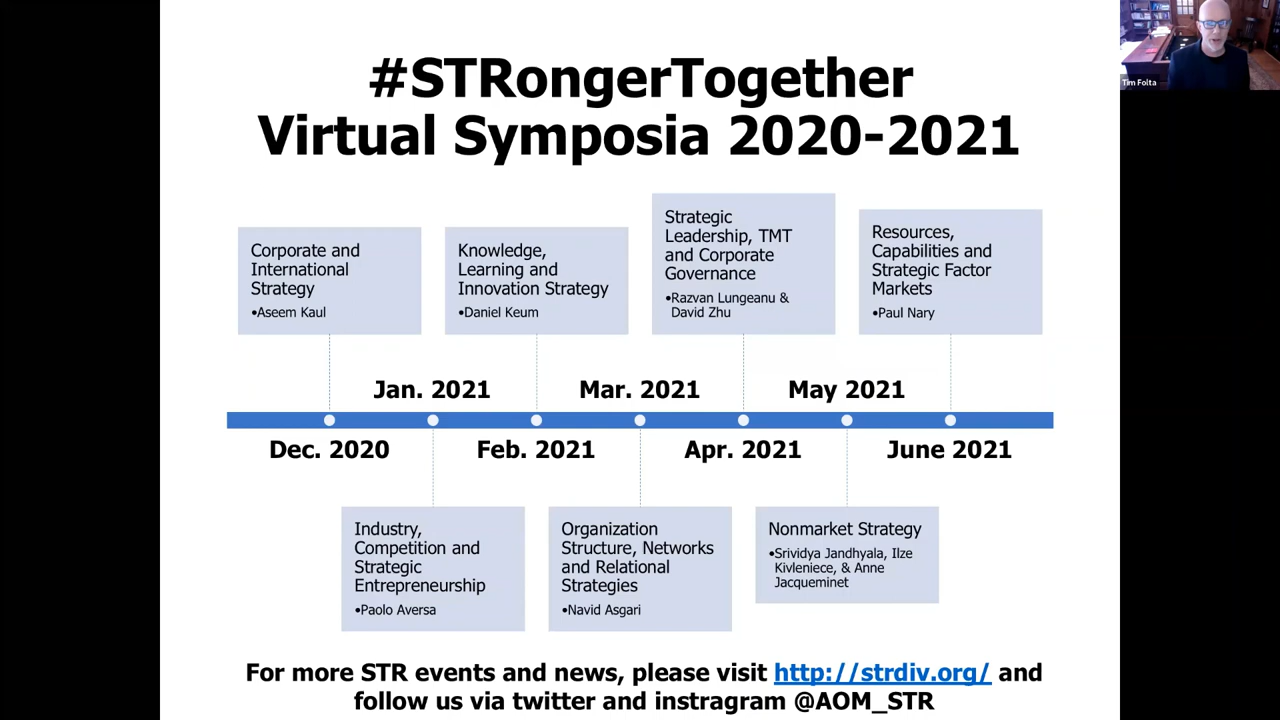 #STRongerTogether
Virtual Symposia 2020-2021
Tim Folta
Corporate and
International
Strategy
•Aseem Kaul
Knowledge,
Learning and
Innovation Strategy
•Daniel Keum
Strategic
Leadership, TMT
and Corporate
Governance
•Razvan Lungeanu &
David Zhu
Resources,
Capabilities and
Strategic Factor
Markets
•Paul Nary
Jan. 2021
Mar. 2021
May 2021
Dec. 2020
Feb. 2021
Apr. 2021
June 2021
Industry,
Competition and
Strategic
Entrepreneurship
•Paolo Aversa
Organization
Structure, Networks
and Relational
Strategies
•Navid Asgari
Nonmarket Strategy
•Srividya Jandhyala, Ilze
Kivleniece, & Anne
Jacqueminet
For more STR events and news, please visit http://strdiv.org/ and
follow us via twitter and instragram @AOM_STR